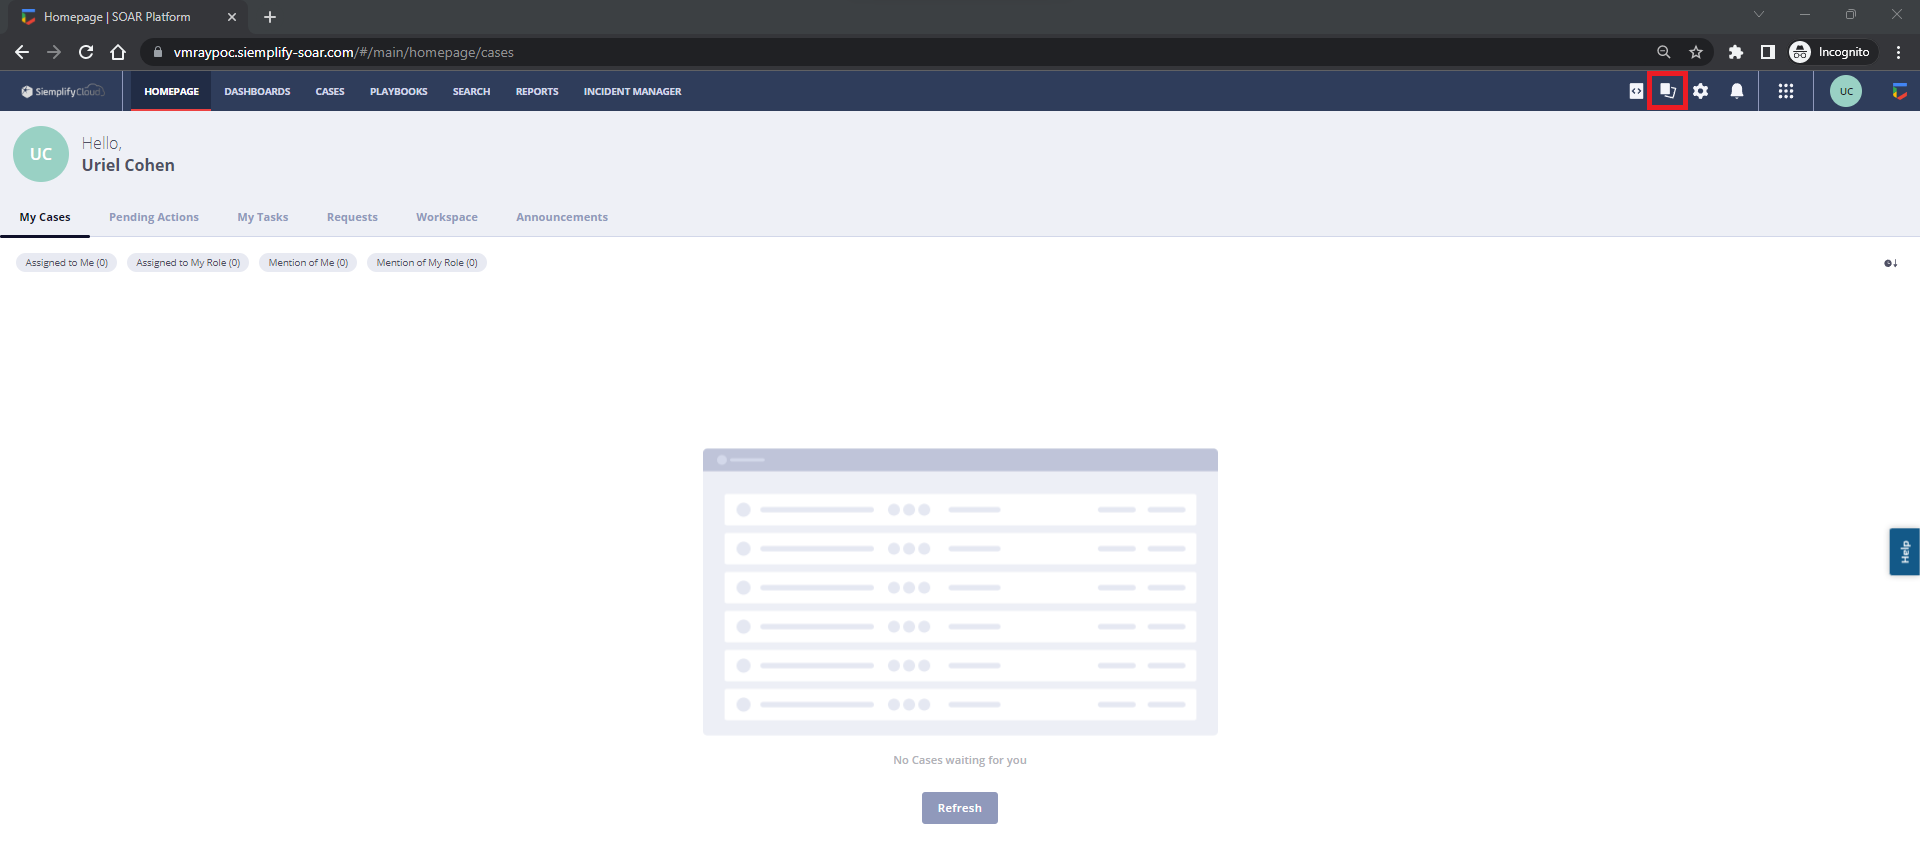 Homepage | SOAR Platform
vmraypoc.siemplify-soar.com/#/main/homepage/cases
Incognito
SiemplifyCloud
HOMEPAGE DASHBOARDS CASES PLAYBOOKS SEARCH REPORTS INCIDENT MANAGER
UC
UC
Hello,
Uriel Cohen
My Cases Pending Actions My Tasks Requests Workspace Announcements
Assigned to Me (0) Assigned to My Role (0) Mention of Me (0) Mention of My Role (0)
Help
No Cases waiting for you
Refresh